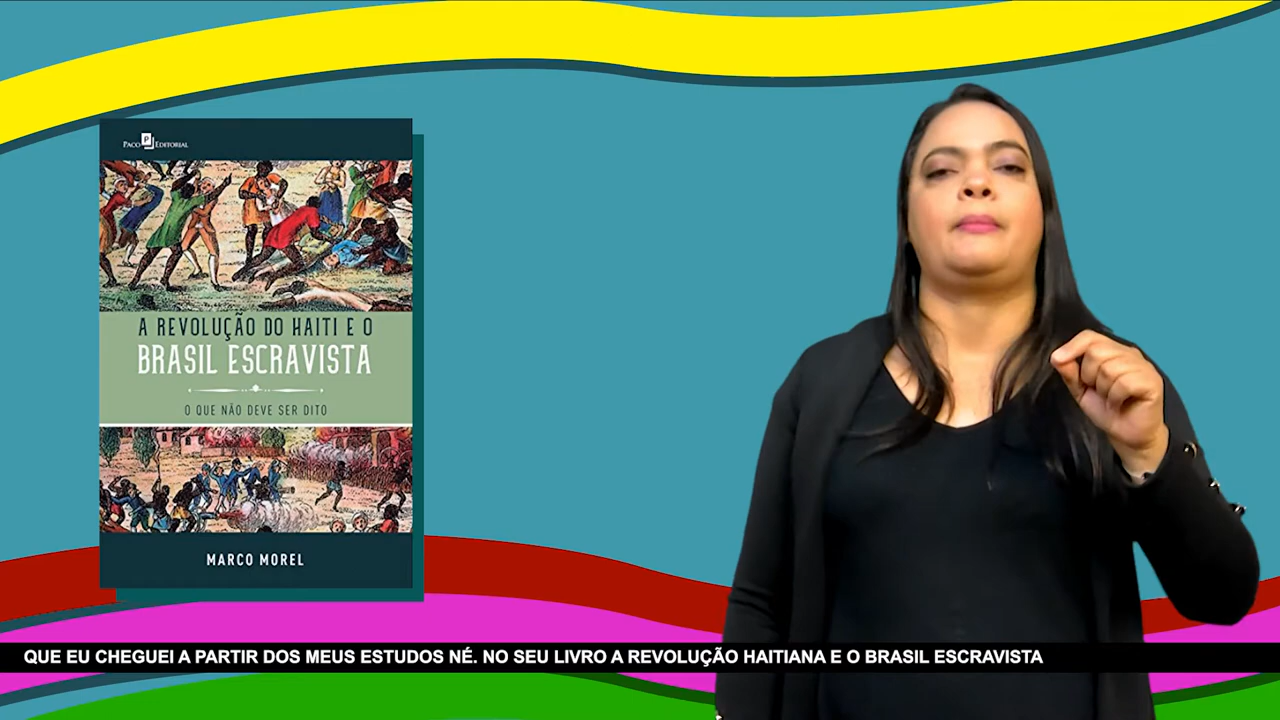 PACO EDITORIAL
A REVOLUÇÃO DO HAITI E O
BRASIL ESCRAVISTA
O QUE NÃO DEVE SER DITO
MARCO MOREL
QUE EU CHEGUEI A PARTIR DOS MEUS ESTUDOS NÉ. NO SEU LIVRO A REVOLUÇÃO HAITIANA E O BRASIL ESCRAVISTA